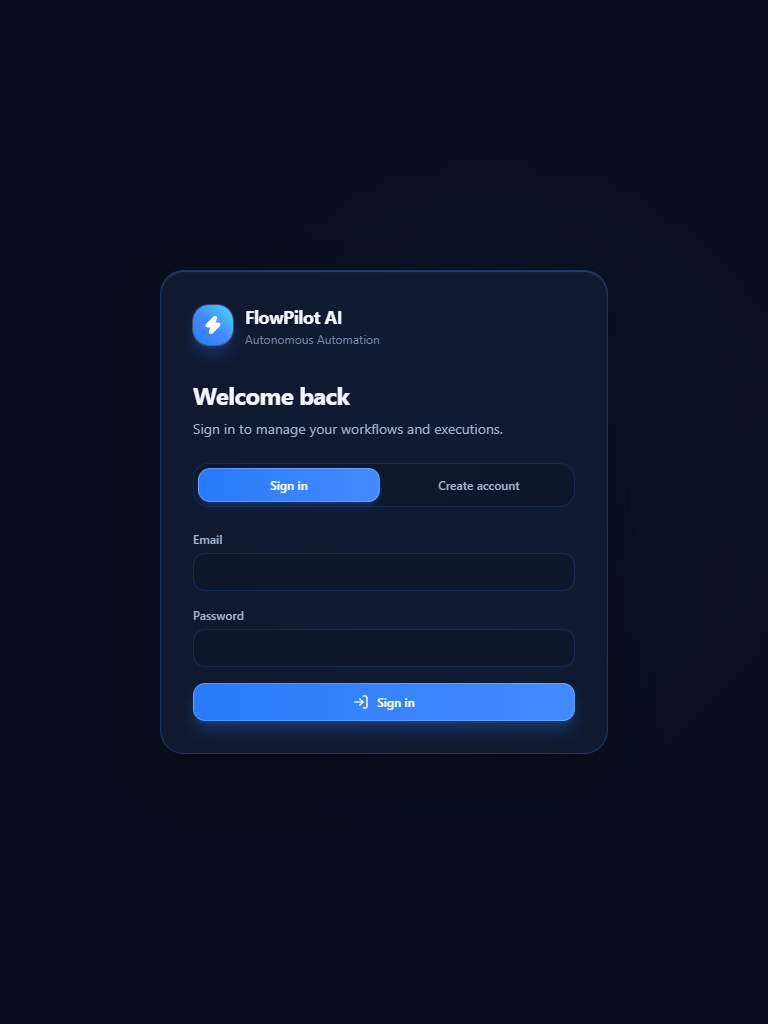 FlowPilot AI
Autonomous Automation
Welcome back
Sign in to manage your workflows and executions.
Sign in
Create account
Email
Password
Sign in